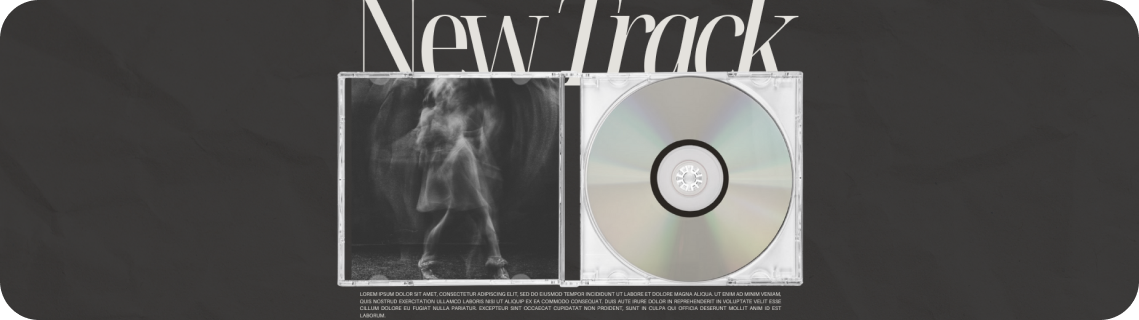 New Track
LOREM IPSUM DOLOR SIT AMET, CONSECTETUR ADIPISCING ELIT, SED DO EIUSMOD TEMPOR INCIDIDUNT UT LABORE ET DOLORE MAGNA ALIQUA. UT ENIM AD MINIM VENIAM,
QUIS NOSTRUD EXERCITATION ULLAMCO LABORIS NISI UT ALIQUIP EX EA COMMODO CONSEQUAT. DUIS AUTE IRURE DOLOR IN REPREHENDERIT IN VOLUPTATE VELIT ESSE
CILLUM DOLORE EU FUGIAT NULLA PARIATUR. EXCEPTEUR SINT OCCAECAT CUPIDATAT NON PROIDENT, SUNT IN CULPA QUI OFFICIA DESERUNT MOLLIT ANIM ID EST
LABORUM.